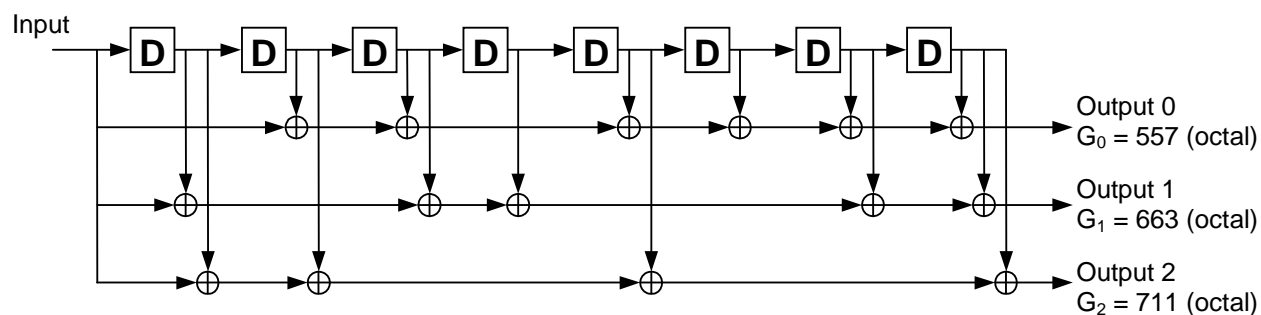 Input
D D D D D D D D
Output 0
G₀ = 557 (octal)
Output 1
G₁ = 663 (octal)
Output 2
G₂ = 711 (octal)